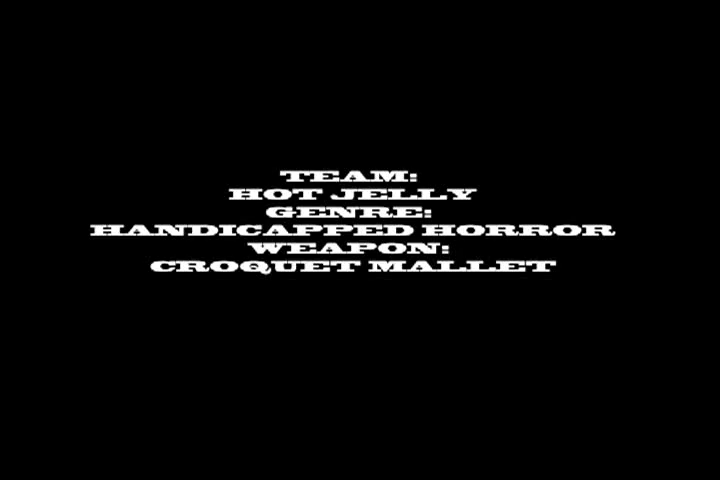 TEAM:
HOT JELLY
GENRE:
HANDICAPPED HORROR
WEAPON:
CROQUET MALLET